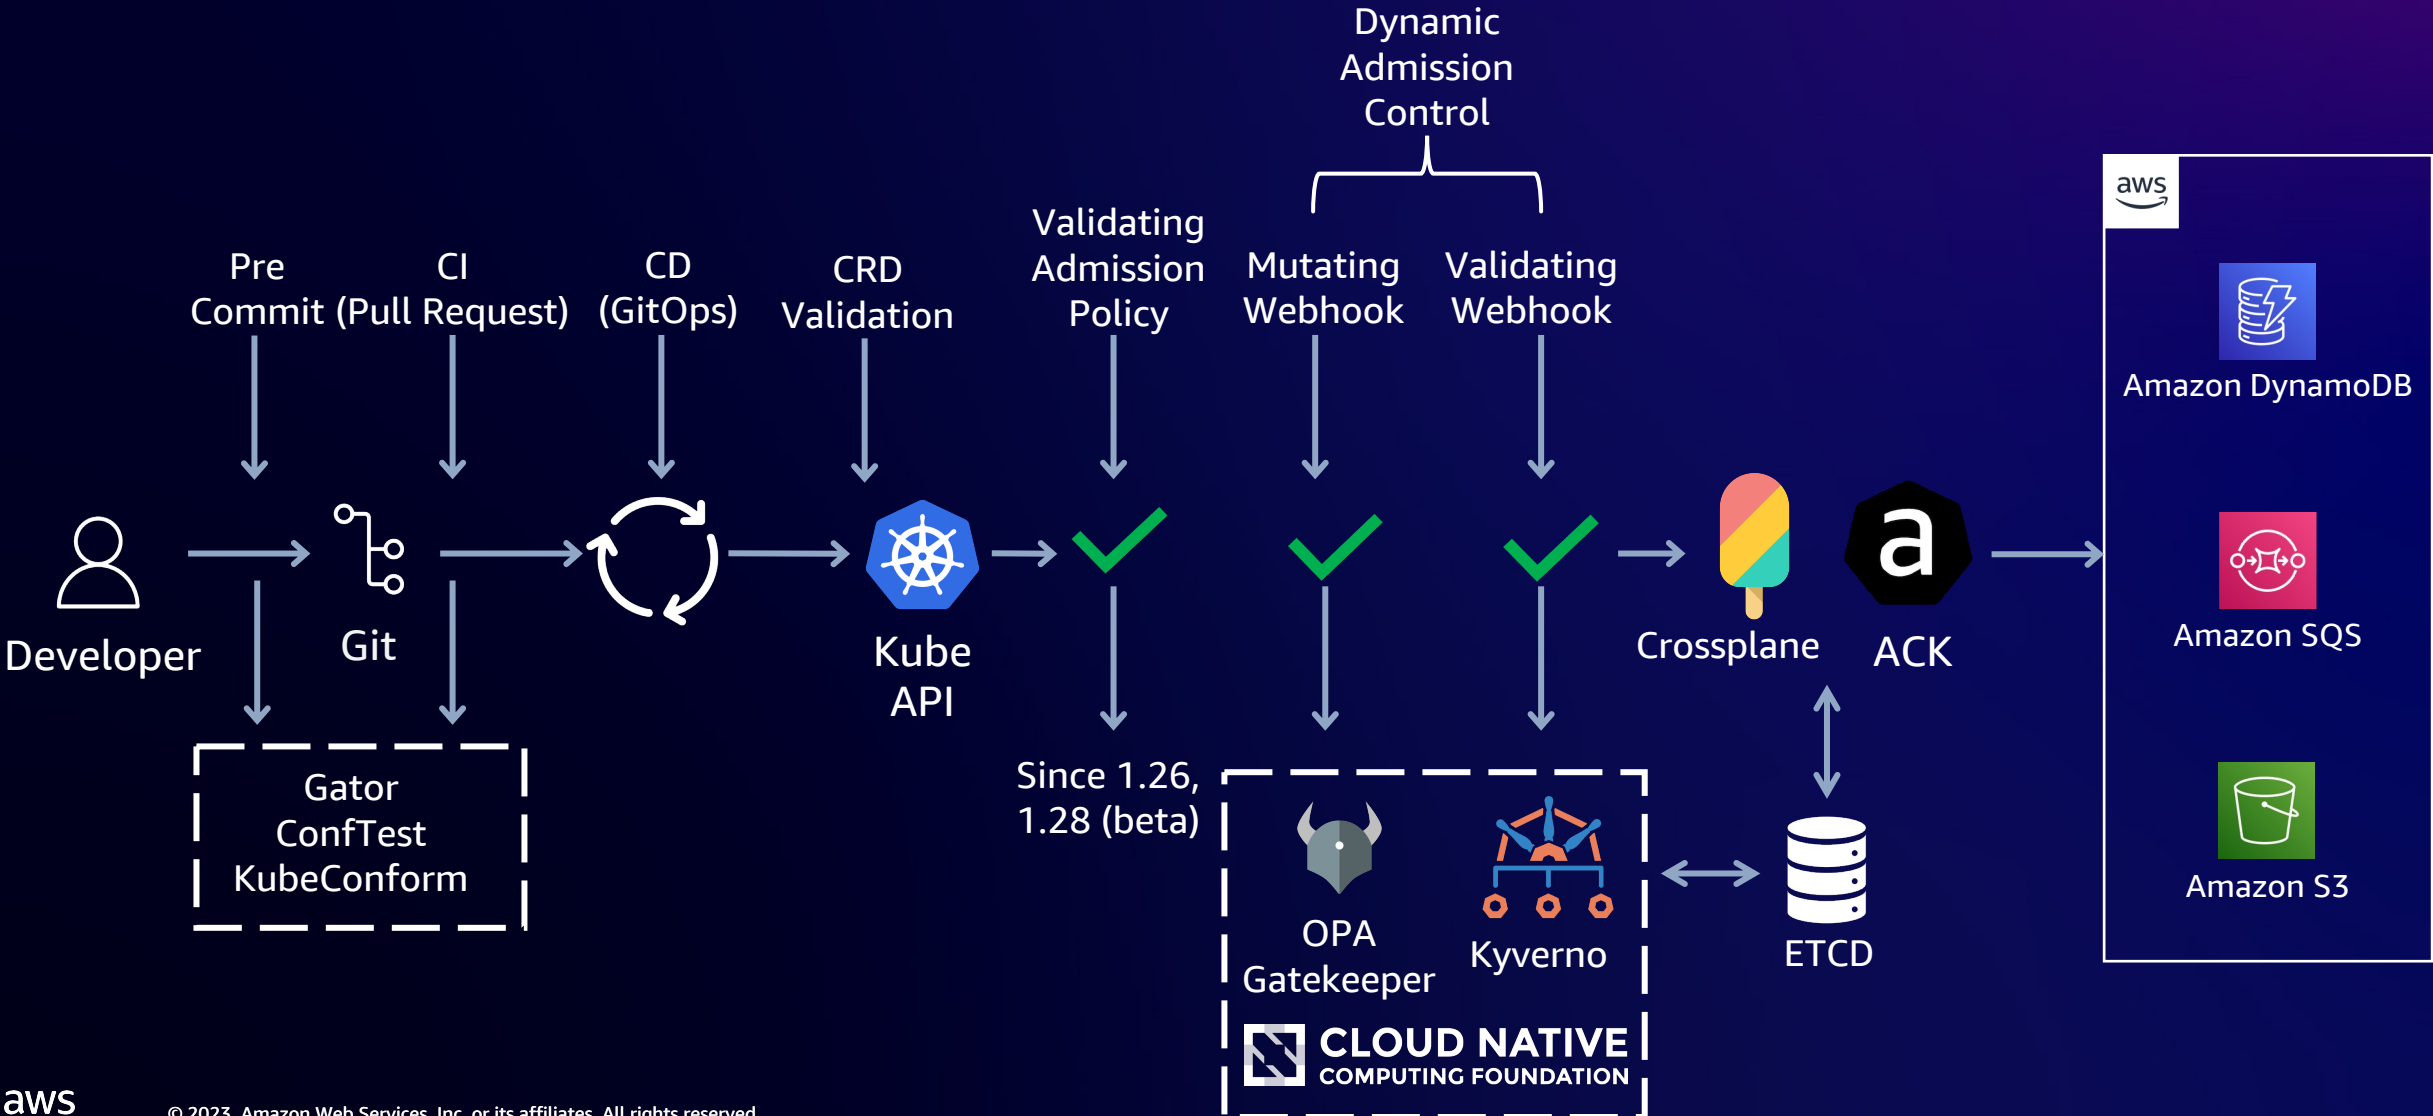 Dynamic
Admission
Control
Pre
Commit
CI
(Pull Request)
CD
(GitOps)
CRD
Validation
Validating
Admission
Policy
Mutating
Webhook
Validating
Webhook
aws
Amazon DynamoDB
Amazon SQS
Amazon S3
Developer
Git
Kube
API
Crossplane
a
ACK
Gator
ConfTest
KubeConform
Since 1.26,
1.28 (beta)
OPA
Gatekeeper
Kyverno
ETCD
CLOUD NATIVE
COMPUTING FOUNDATION
aws
© 2023, Amazon Web Services, Inc. or its affiliates. All rights reserved.